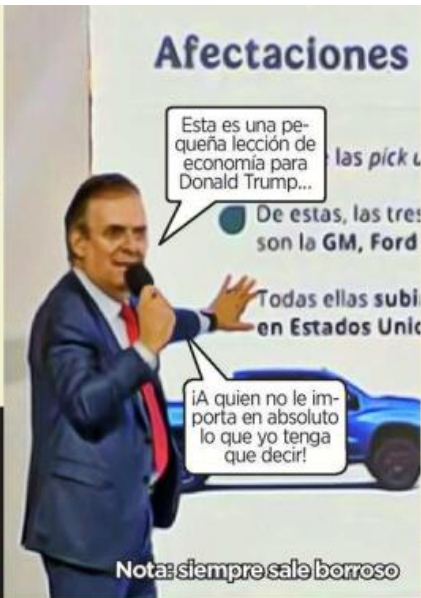 Afectaciones
Esta es una pe-
queña lección de
economía para
Donald Trump...
las pick u
De estas, las tres
son la GM, Ford
Todas ellas subi
en Estados Unic
¡A quien no le im-
porta en absoluto
lo que yo tenga
que decir!
Nota: siempre sale borroso